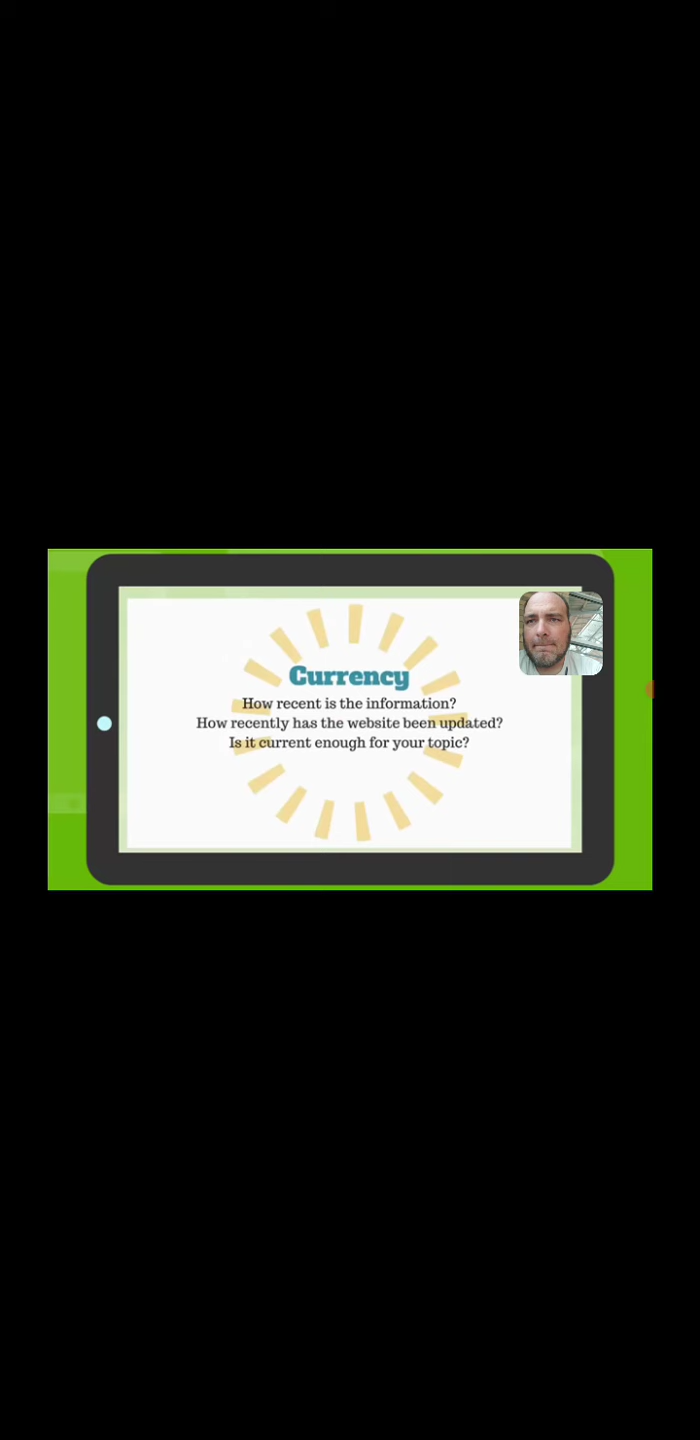 Currency
How recent is the information?
How recently has the website been updated?
Is it current enough for your topic?